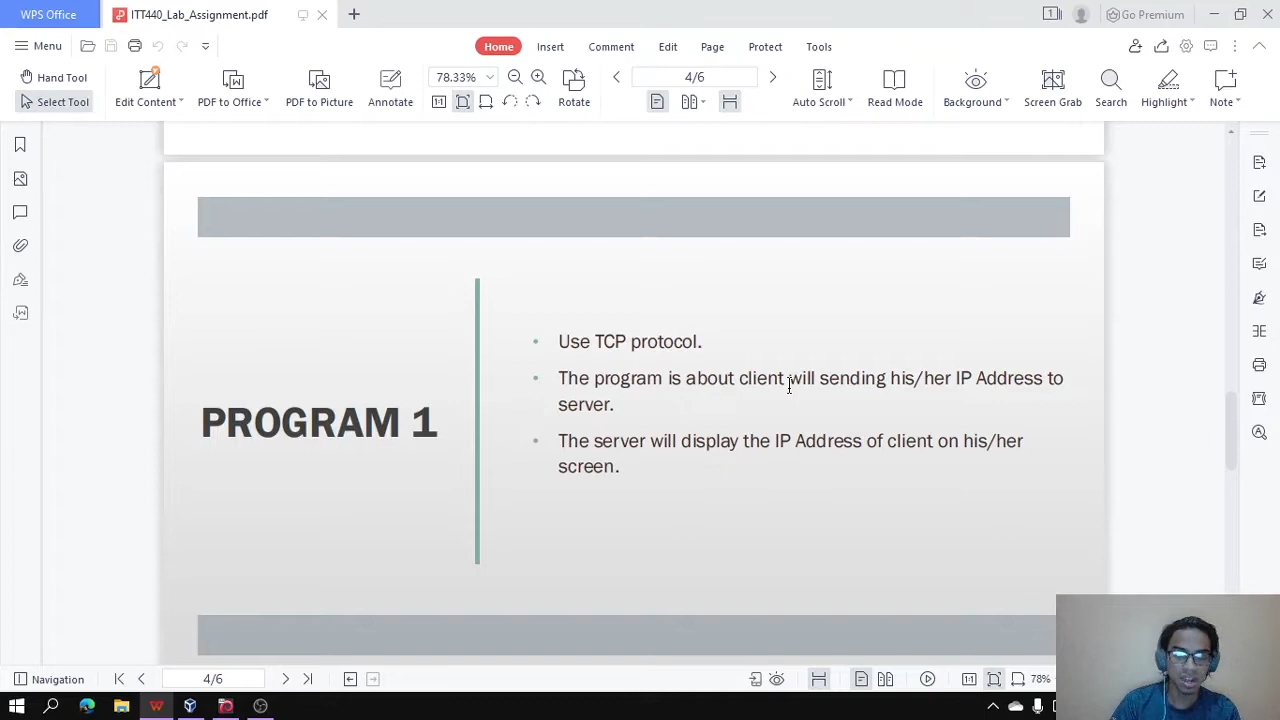 WPS Office
ITT440_Lab_Assignment.pdf
Go Premium
Menu
Home
Insert
Comment
Edit
Page
Protect
Tools
Hand Tool
Select Tool
Edit Content
PDF to Office
PDF to Picture
Annotate
78.33%
Rotate
4/6
Auto Scroll
Read Mode
Background
Screen Grab
Search
Highlight
Note
PROGRAM 1
• Use TCP protocol.
• The program is about client will sending his/her IP Address to
server.
• The server will display the IP Address of client on his/her
screen.
Navigation
4/6
78%